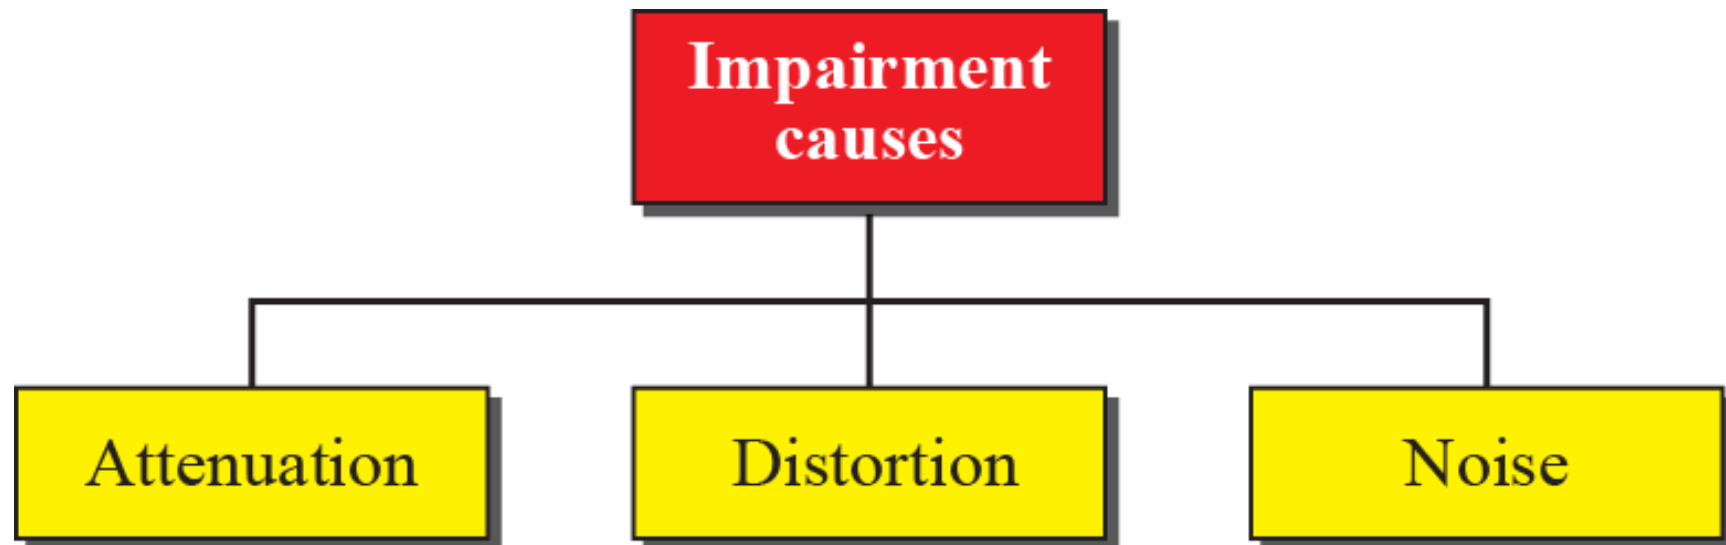 Impairment
causes
Attenuation
Distortion
Noise